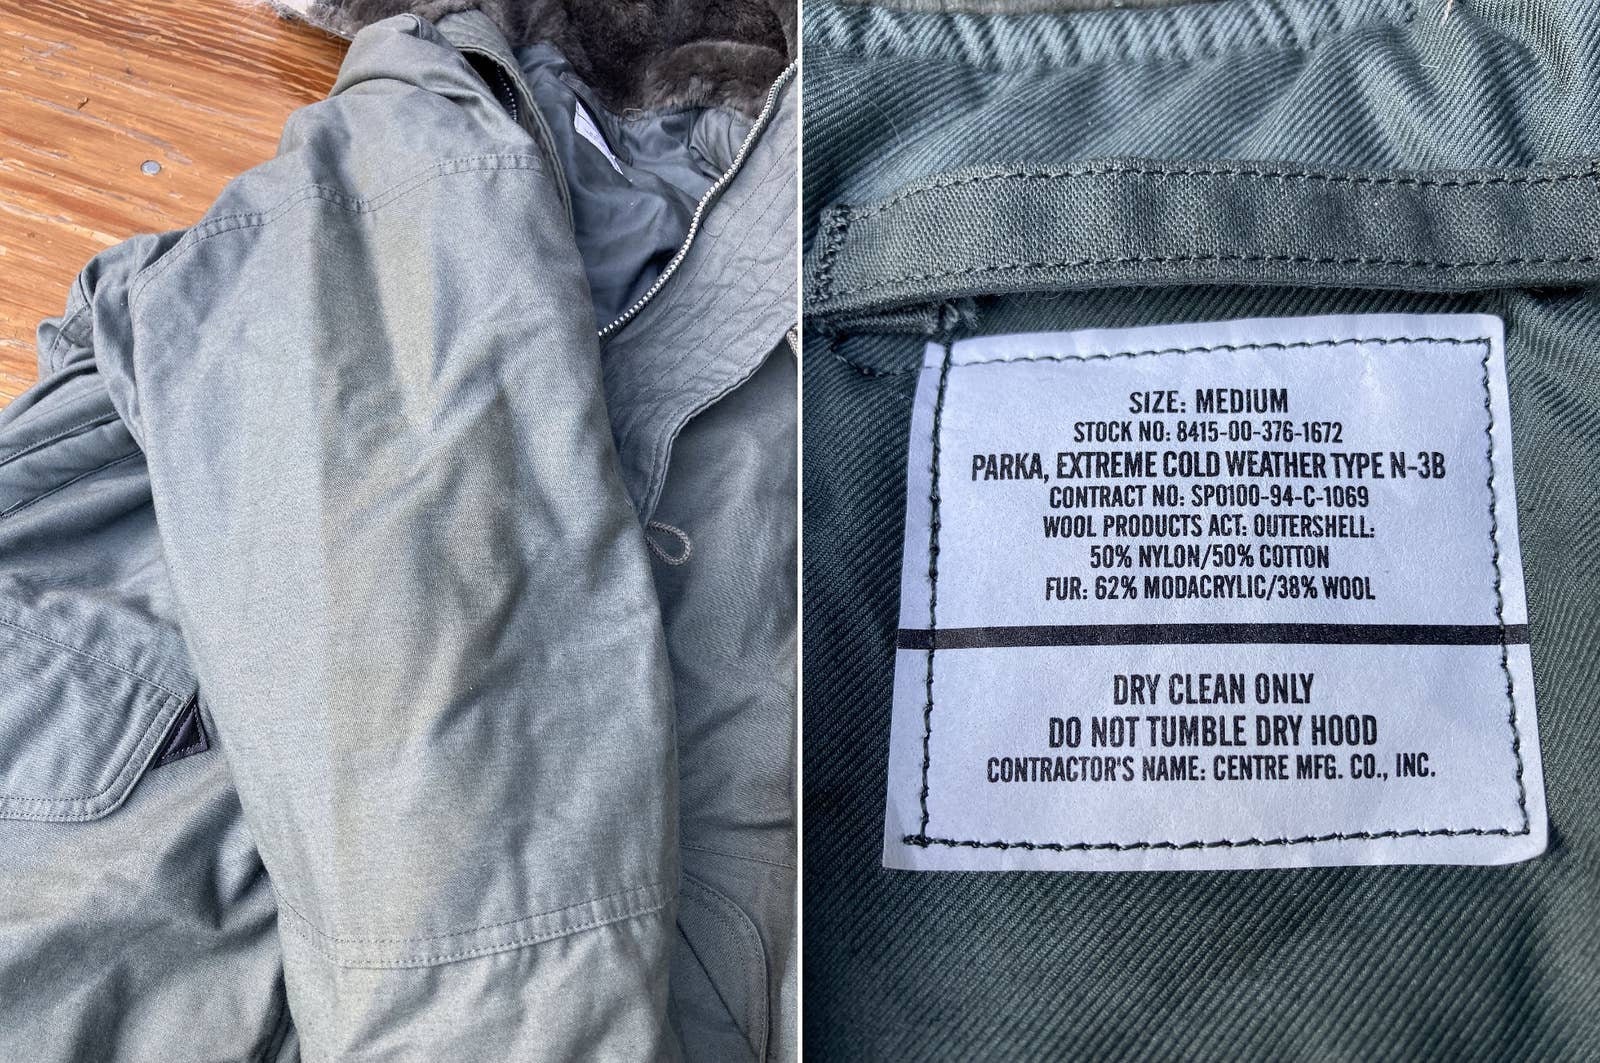 SIZE: MEDIUM
STOCK NO: 8415-00-376-1672
PARKA, EXTREME COLD WEATHER TYPE N-3B
CONTRACT NO: SPO100-94-C-1069
WOOL PRODUCTS ACT: OUTERSHELL:
50% NYLON/50% COTTON
FUR: 62% MODACRYLIC/38% WOOL
DRY CLEAN ONLY
DO NOT TUMBLE DRY HOOD
CONTRACTOR'S NAME: CENTRE MFG. CO., INC.